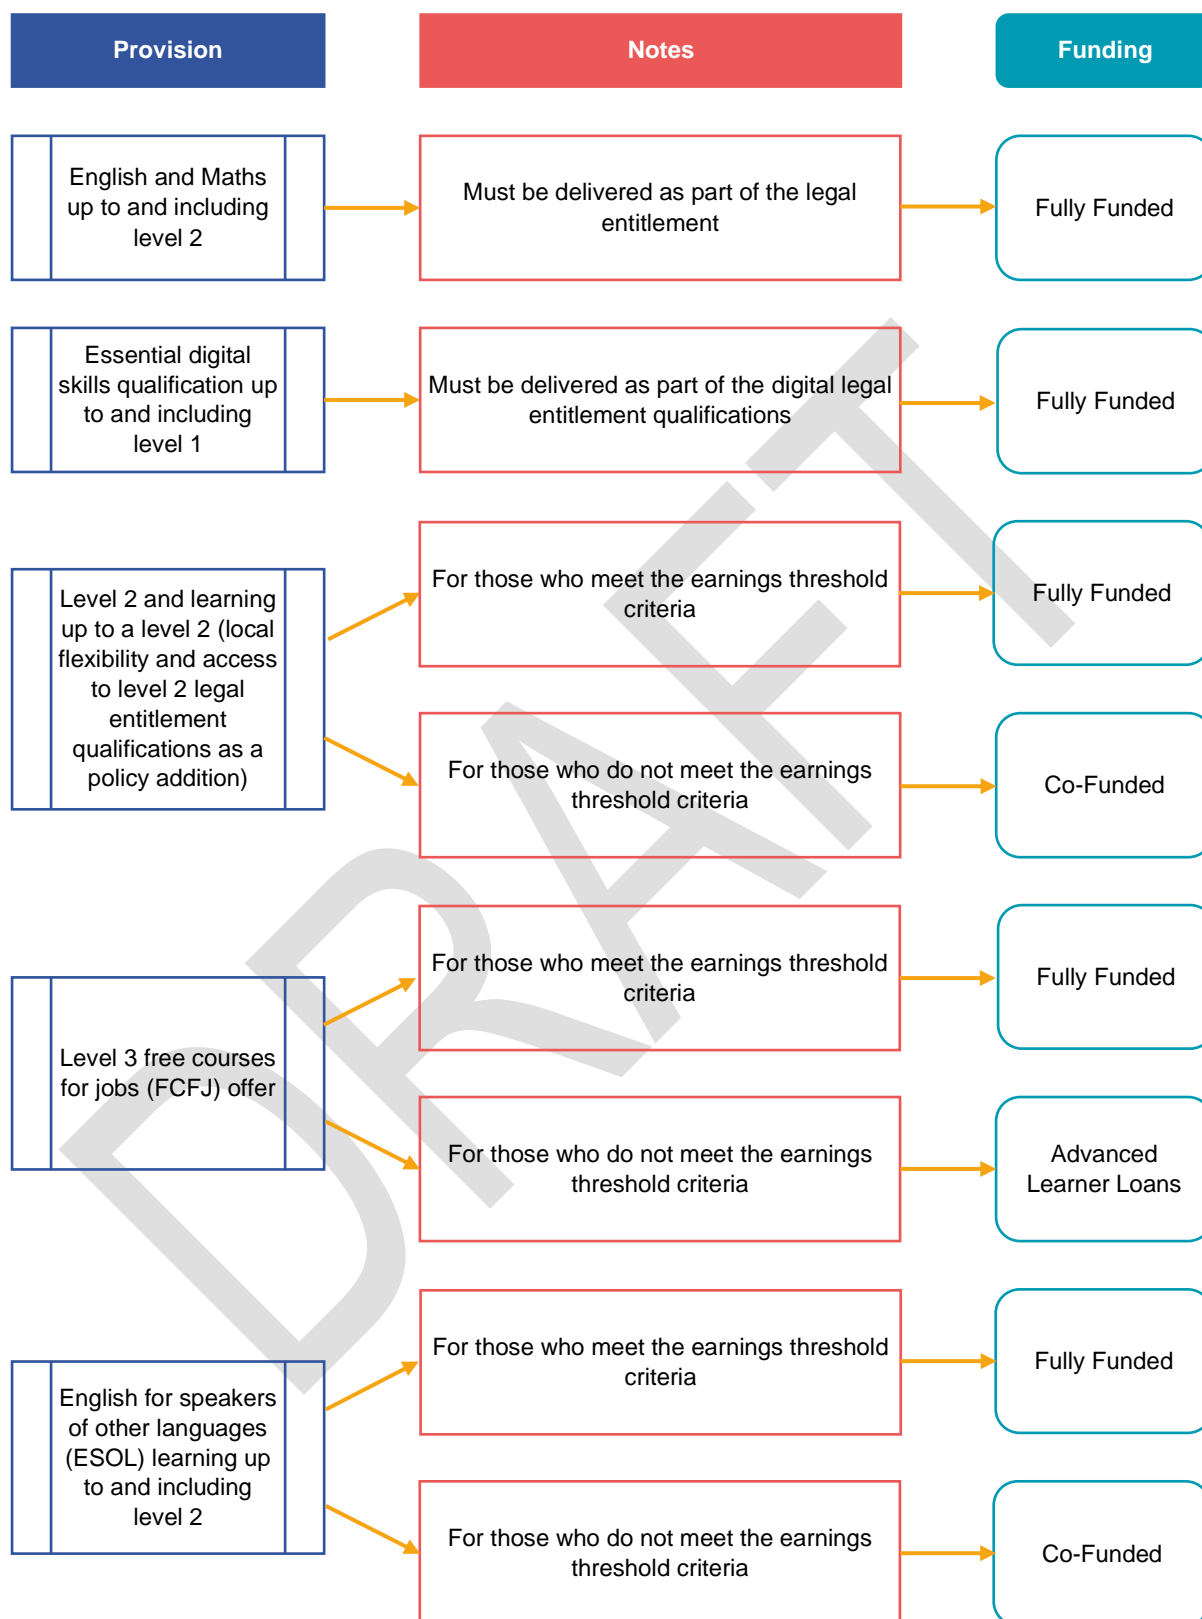 Provision
Notes
Funding
English and Maths
up to and including
level 2
Must be delivered as part of the legal
entitlement
Fully Funded
Essential digital
skills qualification up
to and including
level 1
Must be delivered as part of the digital legal
entitlement qualifications
Fully Funded
Level 2 and learning
up to a level 2 (local
flexibility and access
to level 2 legal
entitlement
qualifications as a
policy addition)
For those who meet the earnings threshold
criteria
Fully Funded
For those who do not meet the earnings
threshold criteria
Co-Funded
Level 3 free courses
for jobs (FCFJ) offer
For those who meet the earnings threshold
criteria
Fully Funded
For those who do not meet the earnings
threshold criteria
Advanced
Learner Loans
English for speakers
of other languages
(ESOL) learning up
to and including
level 2
For those who meet the earnings threshold
criteria
Fully Funded
For those who do not meet the earnings
threshold criteria
Co-Funded
DRAFT